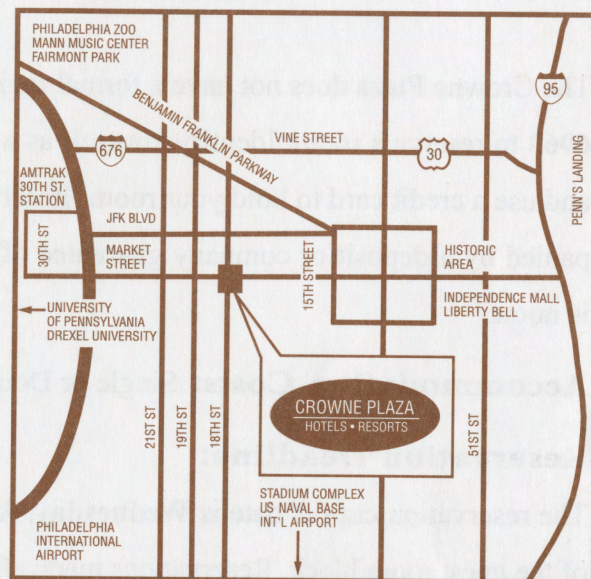 PHILADELPHIA ZOO
MANN MUSIC CENTER
FAIRMONT PARK
95
BENJAMIN FRANKLIN PARKWAY
676
VINE STREET
30
PENN'S LANDING
AMTRAK
30TH ST.
STATION
30TH ST
JFK BLVD
MARKET
STREET
15TH STREET
HISTORIC
AREA
INDEPENDENCE MALL
LIBERTY BELL
UNIVERSITY
OF PENNSYLVANIA
DREXEL UNIVERSITY
21ST ST
19TH ST
18TH ST
51ST ST
CROWNE PLAZA
HOTELS • RESORTS
STADIUM COMPLEX
US NAVAL BASE
INT'L AIRPORT
PHILADELPHIA
INTERNATIONAL
AIRPORT